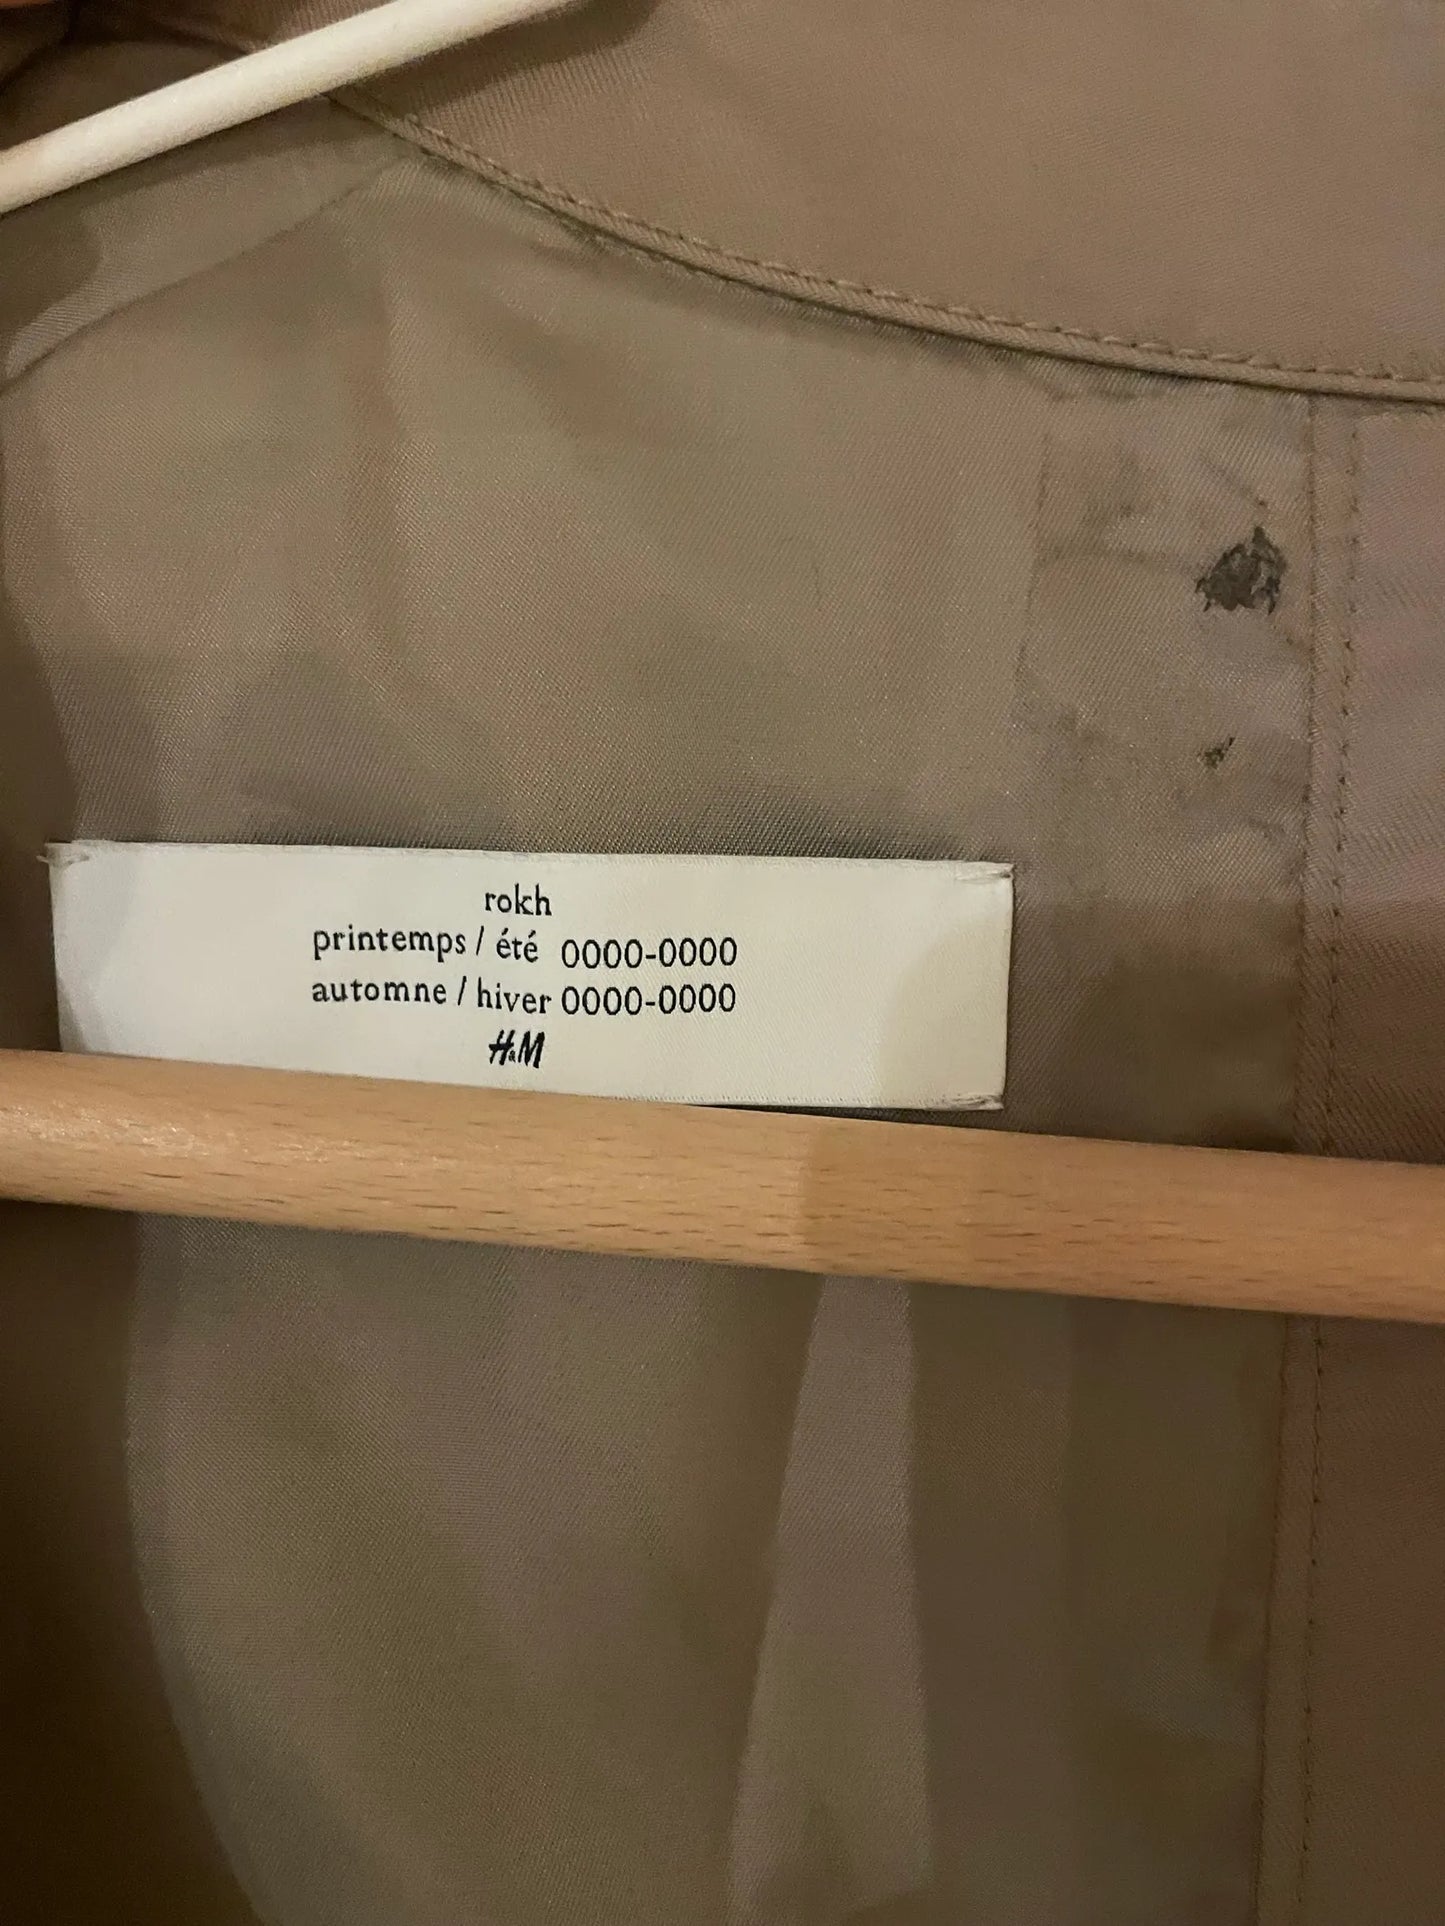 rokh
printemps / été 0000-0000
automne / hiver 0000-0000
H&M